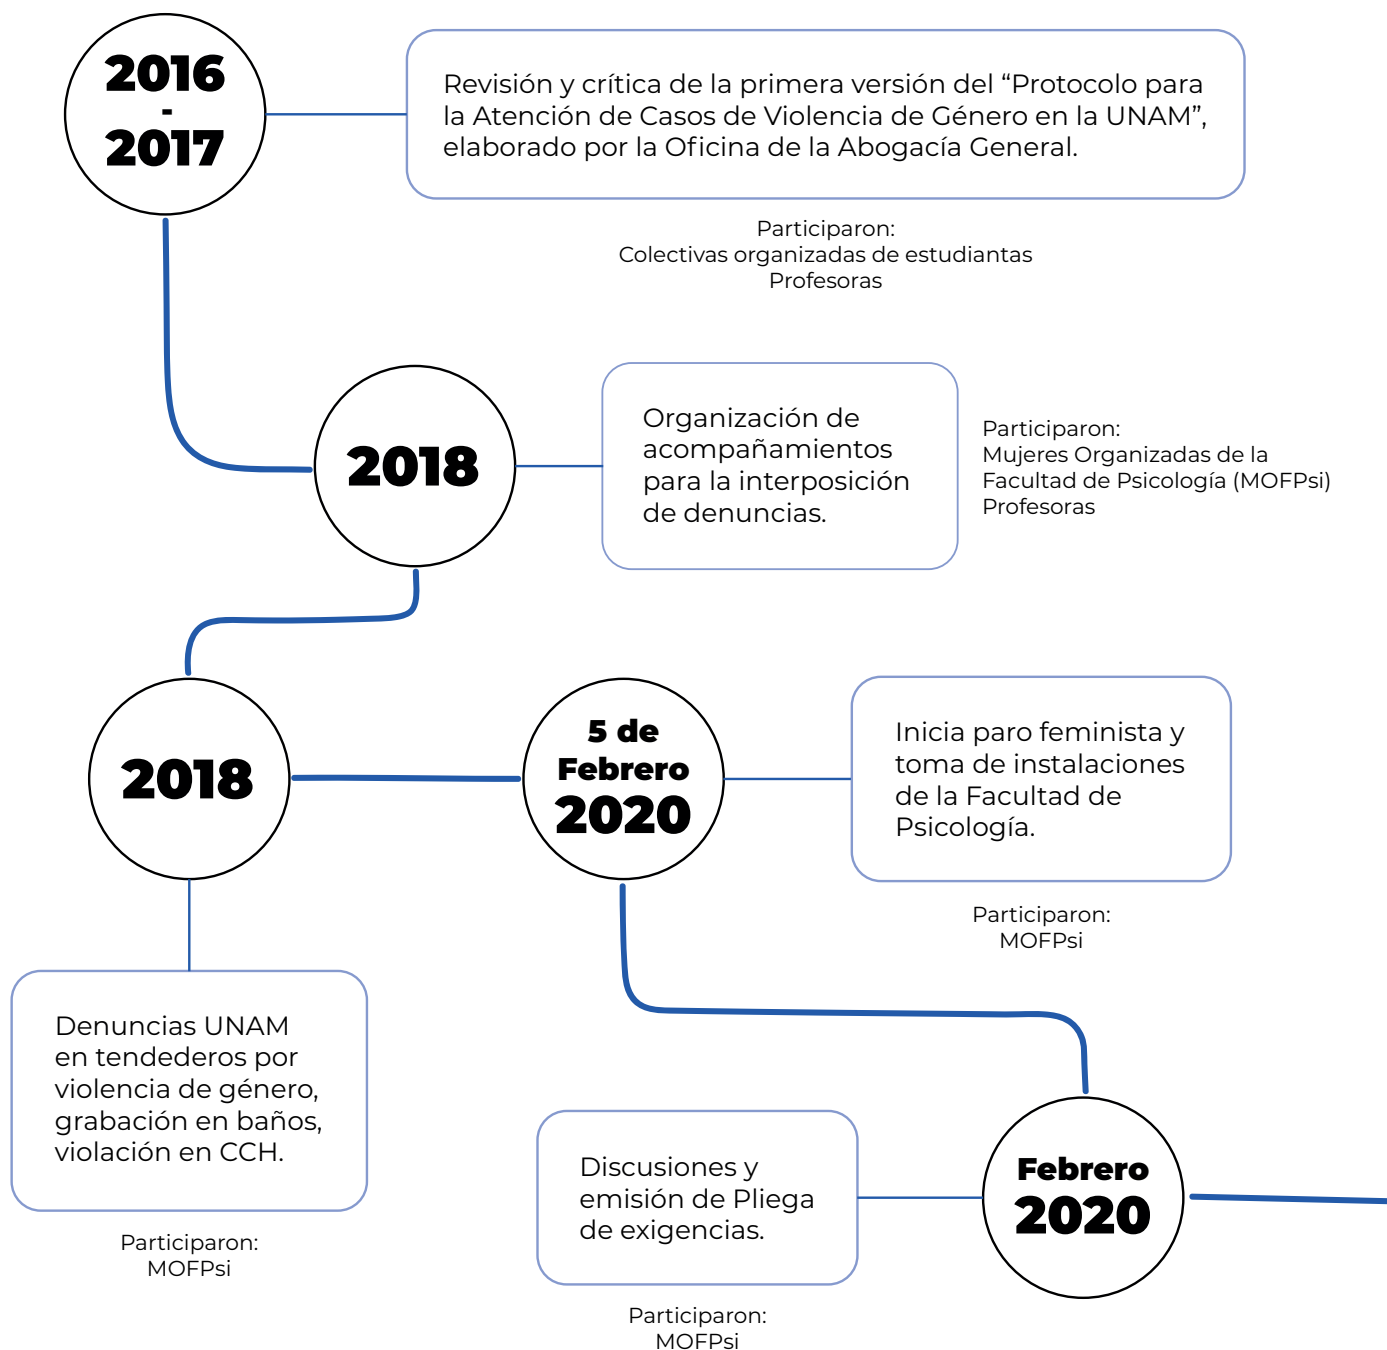 2016
-
2017
Revisión y crítica de la primera versión del “Protocolo para
la Atención de Casos de Violencia de Género en la UNAM”,
elaborado por la Oficina de la Abogacía General.
Participaron:
Colectivas organizadas de estudiantas
Profesoras
2018
Organización de
acompañamientos
para la interposición
de denuncias.
Participaron:
Mujeres Organizadas de la
Facultad de Psicología (MOFPsi)
Profesoras
2018
Denuncias UNAM
en tendederos por
violencia de género,
grabación en baños,
violación en CCH.
Participaron:
MOFPsi
5 de
Febrero
2020
Inicia paro feminista y
toma de instalaciones
de la Facultad de
Psicología.
Participaron:
MOFPsi
Febrero
2020
Discusiones y
emisión de Pliega
de exigencias.
Participaron:
MOFPsi